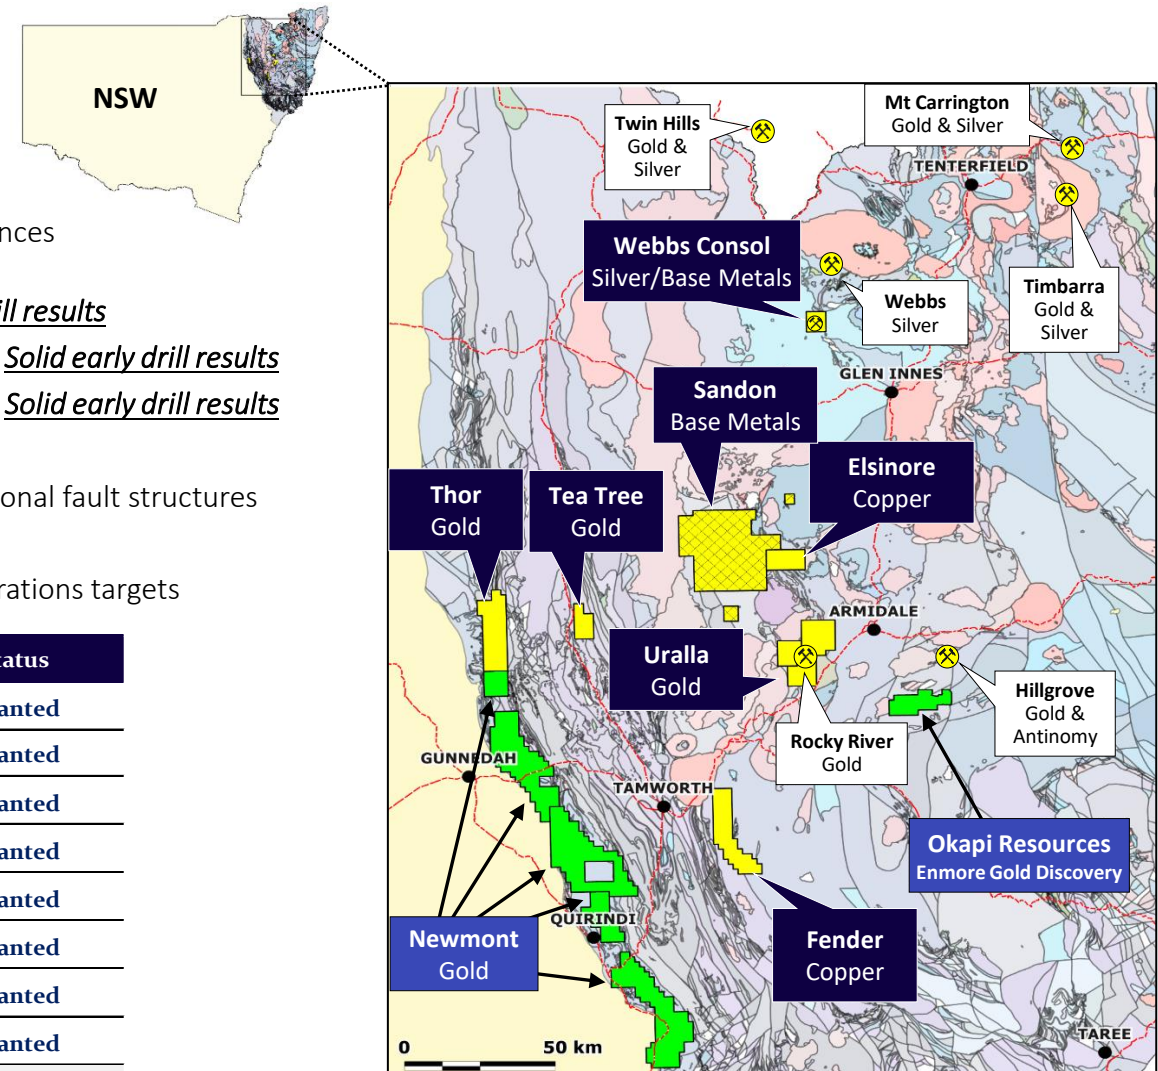 NSW
nces
ill results
Solid early drill results
Solid early drill results
onal fault structures
rations targets
tatus
anted
anted
anted
anted
anted
anted
anted
anted
Twin Hills
Gold &
Silver
Mt Carrington
Gold & Silver
TENTERFIELD
Webbs Consol
Silver/Base Metals
Webbs
Silver
Timbarra
Gold &
Silver
GLEN INNES
Sandon
Base Metals
Elsinore
Copper
Thor
Gold
Tea Tree
Gold
ARMIDALE
Uralla
Gold
Hillgrove
Gold &
Antinomy
Rocky River
Gold
GUNNEDAH
TAMWORTH
Okapi Resources
Enmore Gold Discovery
QUIRINDI
Newmont
Gold
Fender
Copper
TAREE
0 50 km